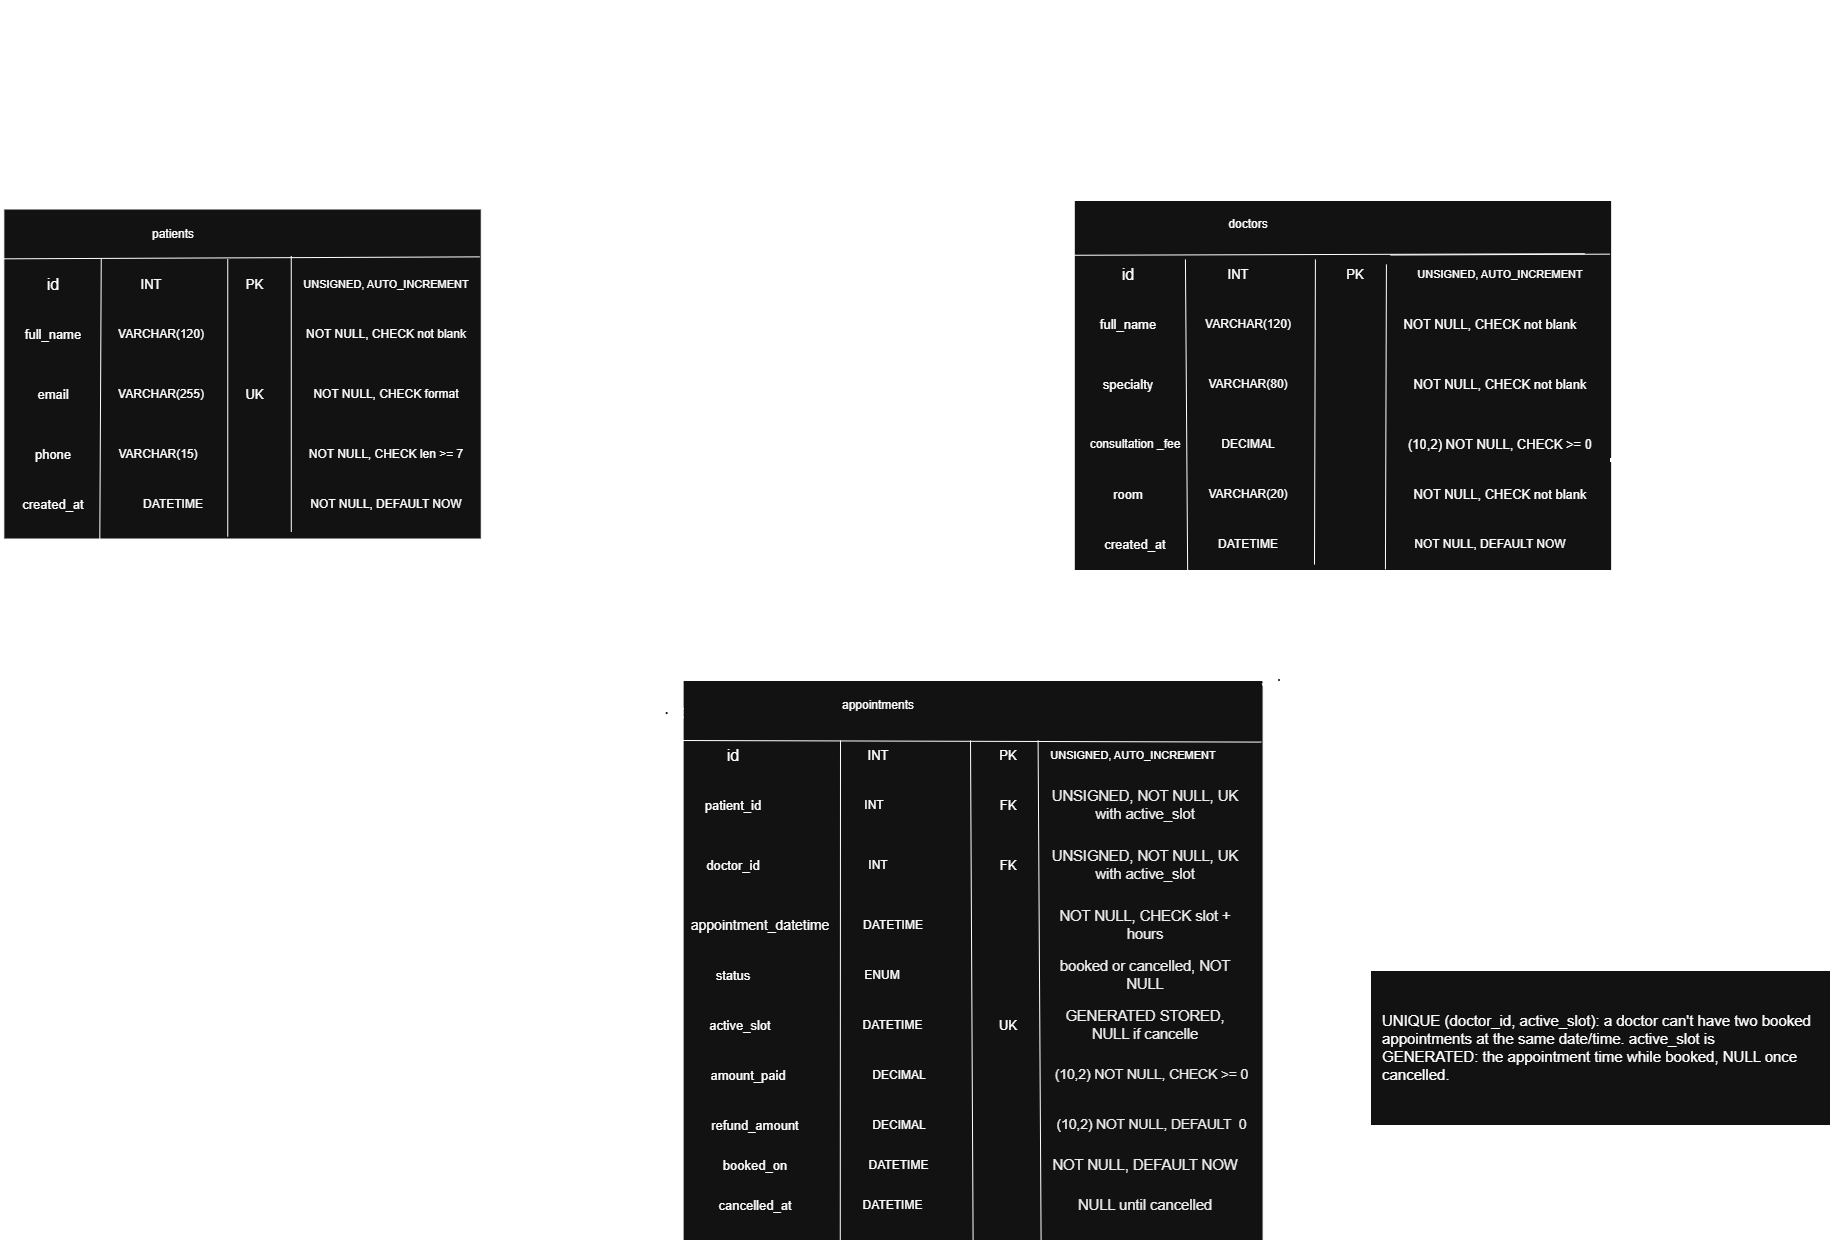 patients
id INT PK UNSIGNED, AUTO_INCREMENT
full_name VARCHAR(120) NOT NULL, CHECK not blank
email VARCHAR(255) UK NOT NULL, CHECK format
phone VARCHAR(15) NOT NULL, CHECK len >= 7
created_at DATETIME NOT NULL, DEFAULT NOW
doctors
id INT PK UNSIGNED, AUTO_INCREMENT
full_name VARCHAR(120) NOT NULL, CHECK not blank
specialty VARCHAR(80) NOT NULL, CHECK not blank
consultation _fee DECIMAL (10,2) NOT NULL, CHECK >= 0
room VARCHAR(20) NOT NULL, CHECK not blank
created_at DATETIME NOT NULL, DEFAULT NOW
appointments
id INT PK UNSIGNED, AUTO_INCREMENT
patient_id INT FK UNSIGNED, NOT NULL, UK
with active_slot
doctor_id INT FK UNSIGNED, NOT NULL, UK
with active_slot
appointment_datetime DATETIME NOT NULL, CHECK slot +
hours
status ENUM booked or cancelled, NOT
NULL
active_slot DATETIME UK GENERATED STORED,
NULL if cancelle
amount_paid DECIMAL (10,2) NOT NULL, CHECK >= 0
refund_amount DECIMAL (10,2) NOT NULL, DEFAULT 0
booked_on DATETIME NOT NULL, DEFAULT NOW
cancelled_at DATETIME NULL until cancelled
UNIQUE (doctor_id, active_slot): a doctor can't have two booked
appointments at the same date/time. active_slot is
GENERATED: the appointment time while booked, NULL once
cancelled.